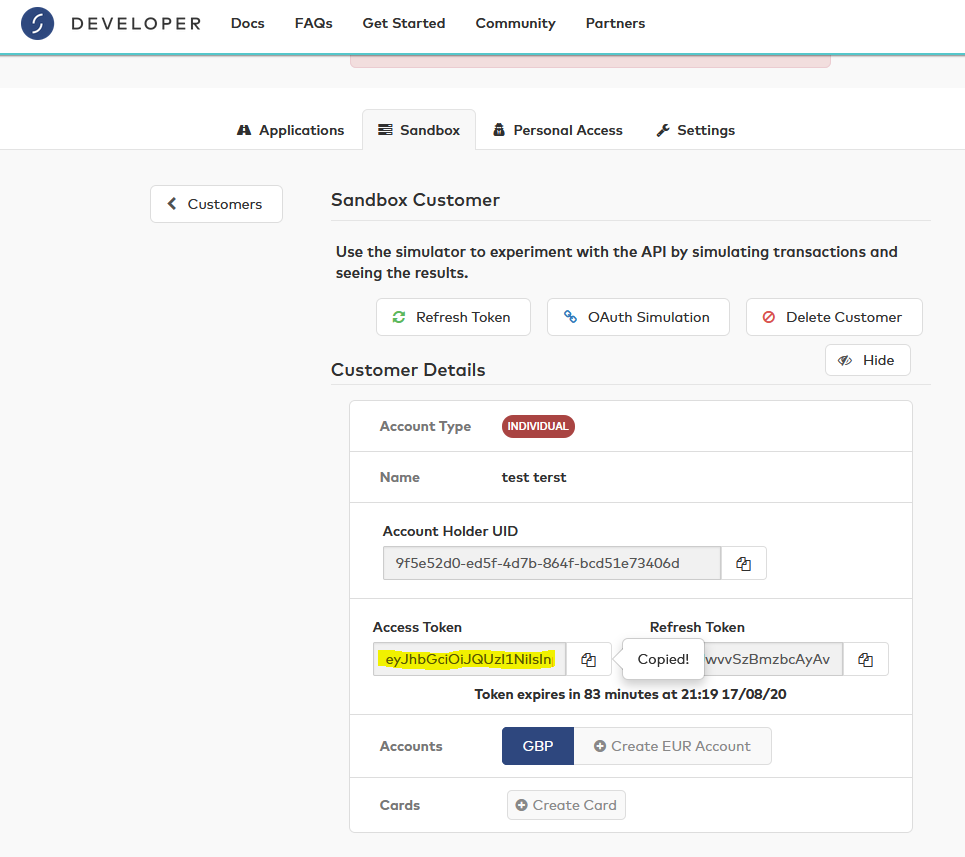 DEVELOPER Docs FAQs Get Started Community Partners
Applications Sandbox Personal Access Settings
Customers
Sandbox Customer
Use the simulator to experiment with the API by simulating transactions and
seeing the results.
Refresh Token OAuth Simulation Delete Customer
Hide
Customer Details
Account Type INDIVIDUAL
Name test terst
Account Holder UID
9f5e52d0-ed5f-4d7b-864f-bcd51e73406d
Access Token Refresh Token
eyJhbGciOiJQUzI1NiIsIn Copied! wvvSzBmzbcAyAv
Token expires in 83 minutes at 21:19 17/08/20
Accounts GBP Create EUR Account
Cards Create Card